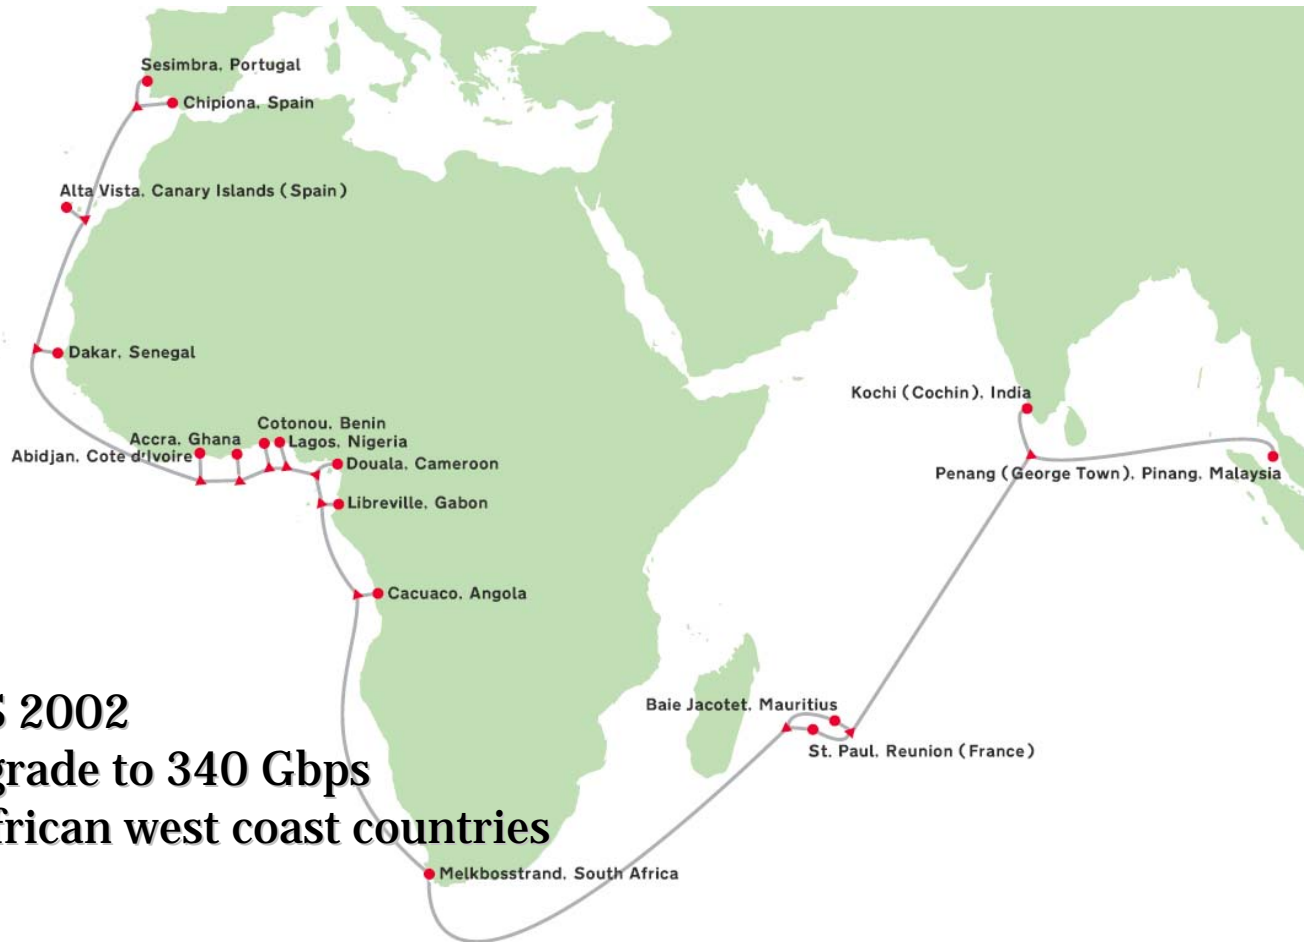 Sesimbra, Portugal
Chipiona, Spain
Alta Vista, Canary Islands (Spain)
Dakar, Senegal
Cotonou, Benin
Accra, Ghana
Lagos, Nigeria
Abidjan, Cote d'Ivoire
Douala, Cameroon
Libreville, Gabon
Cacuaco, Angola
Kochi (Cochin), India
Penang (George Town), Pinang, Malaysia
Baie Jacotet, Mauritius
St. Paul, Reunion (France)
2002
grade to 340 Gbps
frican west coast countries
Melkbosstrand, South Africa